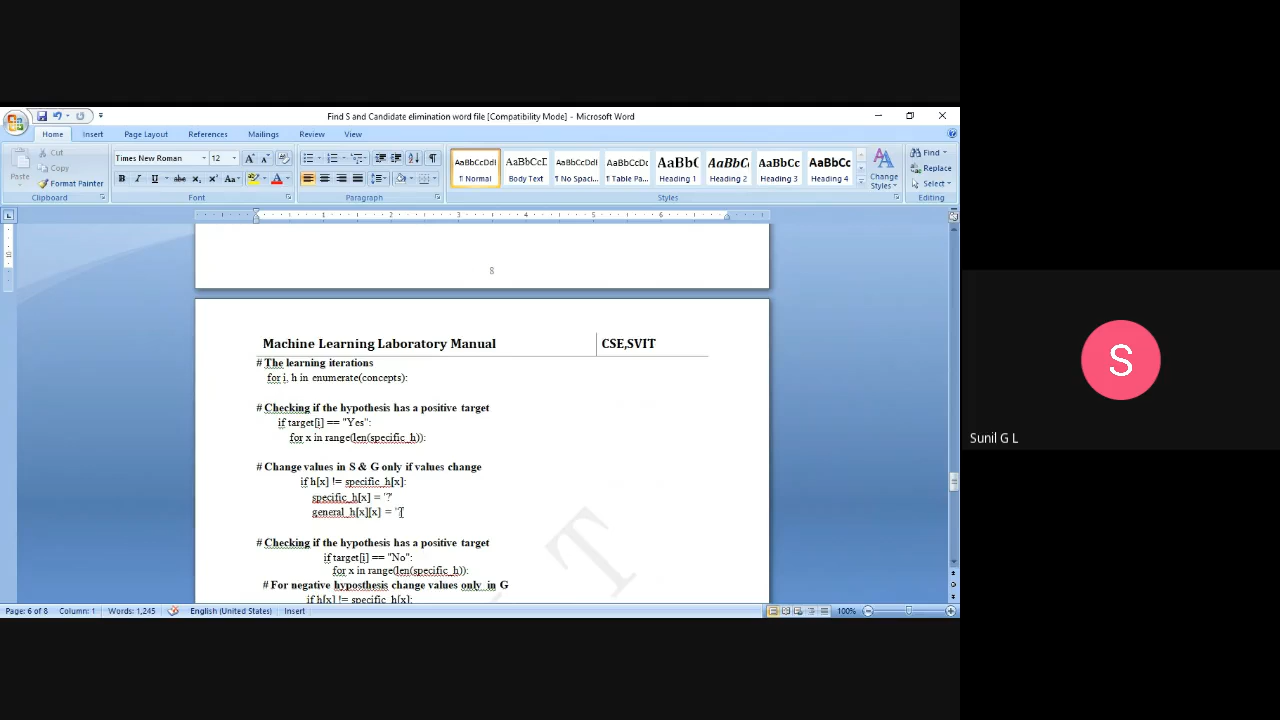 Find S and Candidate elimination word file [Compatibility Mode] - Microsoft Word
Home Insert Page Layout References Mailings Review View
Paste
Cut
Copy
Format Painter
Clipboard
Times New Roman 12
Font
Paragraph
AaBbCcDdI AaBbCcE AaBbCcDdI AaBbCcDdI AaBbC AaBbC AaBbCc AaBbCc
¶ Normal Body Text ¶ No Spaci... ¶ Table Pa... Heading 1 Heading 2 Heading 3 Heading 4
Change Styles
Styles
Find
Replace
Select
Editing
8
Machine Learning Laboratory Manual CSE,SVIT
# The learning iterations
for i, h in enumerate(concepts):
# Checking if the hypothesis has a positive target
if target[i] == "Yes":
for x in range(len(specific_h)):
# Change values in S & G only if values change
if h[x] != specific_h[x]:
specific_h[x] = '?'
general_h[x][x] = '
# Checking if the hypothesis has a positive target
if target[i] == "No":
for x in range(len(specific_h)):
# For negative hyposthesis change values only in G
if h[x] != specific_h[x]:
Page: 6 of 8 Column: 1 Words: 1,245 English (United States) Insert 100%
S
Sunil G L